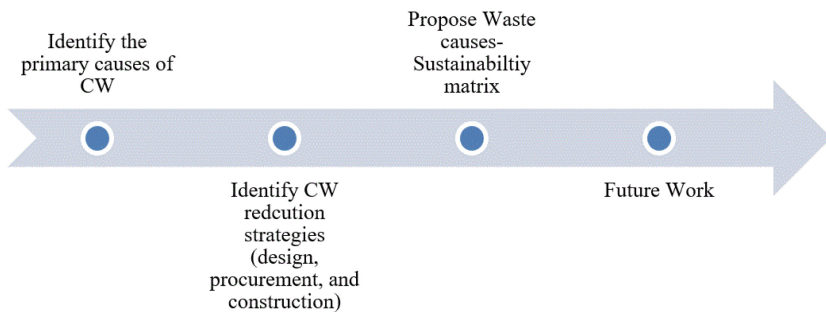 Identify the
primary causes of
CW
Identify CW
redcution
strategies
(design,
procurement, and
construction)
Propose Waste
causes-
Sustainabiltiy
matrix
Future Work